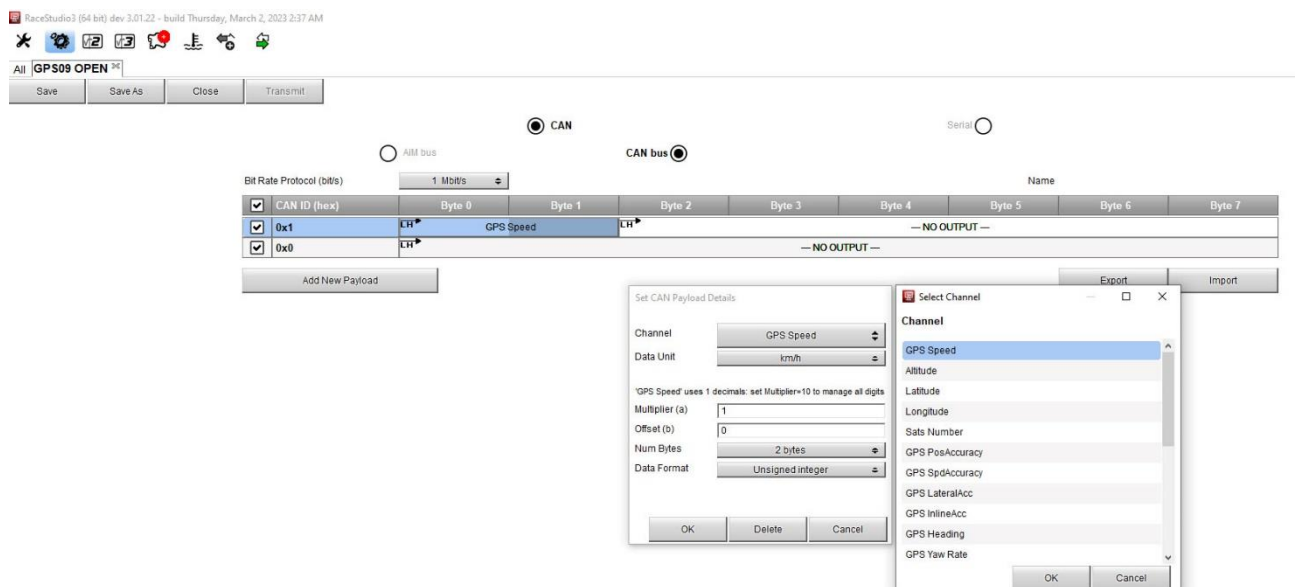 RaceStudio3 (64 bit) dev 3.01.22 - build Thursday, March 2, 2023 2:37 AM
All GPS09 OPEN
Save Save As Close Transmit
CAN Serial
AiM bus CAN bus
Bit Rate Protocol (bit/s) 1 Mbit/s Name
CAN ID (hex) Byte 0 Byte 1 Byte 2 Byte 3 Byte 4 Byte 5 Byte 6 Byte 7
0x1 LH GPS Speed LH — NO OUTPUT —
0x0 LH — NO OUTPUT —
Add New Payload Export Import
Set CAN Payload Details
Channel GPS Speed
Data Unit km/h
'GPS Speed' uses 1 decimals: set Multiplier=10 to manage all digits
Multiplier (a) 1
Offset (b) 0
Num Bytes 2 bytes
Data Format Unsigned integer
OK Delete Cancel
Select Channel
Channel
GPS Speed
Altitude
Latitude
Longitude
Sats Number
GPS PosAccuracy
GPS SpdAccuracy
GPS LateralAcc
GPS InlineAcc
GPS Heading
GPS Yaw Rate
OK Cancel